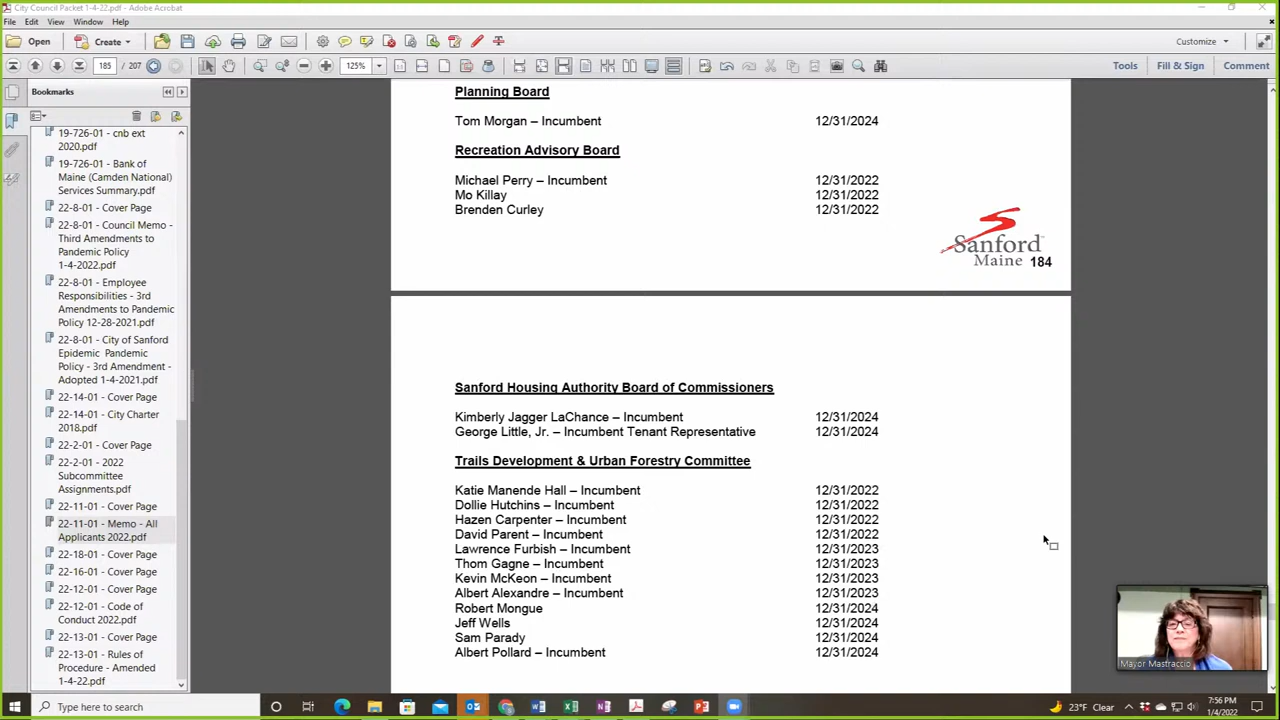 City Council Packet 1-4-22.pdf - Adobe Acrobat
File Edit View Window Help
Open Create Customize
185 / 207 125% Tools Fill & Sign Comment
Bookmarks
19-726-01 - cnb ext
2020.pdf
19-726-01 - Bank of
Maine (Camden National)
Services Summary.pdf
22-8-01 - Cover Page
22-8-01 - Council Memo -
Third Amendments to
Pandemic Policy
1-4-2022.pdf
22-8-01 - Employee
Responsibilities - 3rd
Amendments to Pandemic
Policy 12-28-2021.pdf
22-8-01 - City of Sanford
Epidemic Pandemic
Policy - 3rd Amendment -
Adopted 1-4-2021.pdf
22-14-01 - Cover Page
22-14-01 - City Charter
2018.pdf
22-2-01 - Cover Page
22-2-01 - 2022
Subcommittee
Assignments.pdf
22-11-01 - Cover Page
22-11-01 - Memo - All
Applicants 2022.pdf
22-18-01 - Cover Page
22-16-01 - Cover Page
22-12-01 - Cover Page
22-12-01 - Code of
Conduct 2022.pdf
22-13-01 - Cover Page
22-13-01 - Rules of
Procedure - Amended
1-4-22.pdf
Planning Board
Tom Morgan – Incumbent 12/31/2024
Recreation Advisory Board
Michael Perry – Incumbent 12/31/2022
Mo Killay 12/31/2022
Brenden Curley 12/31/2022
Sanford
Maine 184
Sanford Housing Authority Board of Commissioners
Kimberly Jagger LaChance – Incumbent 12/31/2024
George Little, Jr. – Incumbent Tenant Representative 12/31/2024
Trails Development & Urban Forestry Committee
Katie Manende Hall – Incumbent 12/31/2022
Dollie Hutchins – Incumbent 12/31/2022
Hazen Carpenter – Incumbent 12/31/2022
David Parent – Incumbent 12/31/2022
Lawrence Furbish – Incumbent 12/31/2023
Thom Gagne – Incumbent 12/31/2023
Kevin McKeon – Incumbent 12/31/2023
Albert Alexandre – Incumbent 12/31/2023
Robert Mongue 12/31/2024
Jeff Wells 12/31/2024
Sam Parady 12/31/2024
Albert Pollard – Incumbent 12/31/2024
Mayor Mastraccio
Type here to search
23°F Clear
7:56 PM
1/4/2022